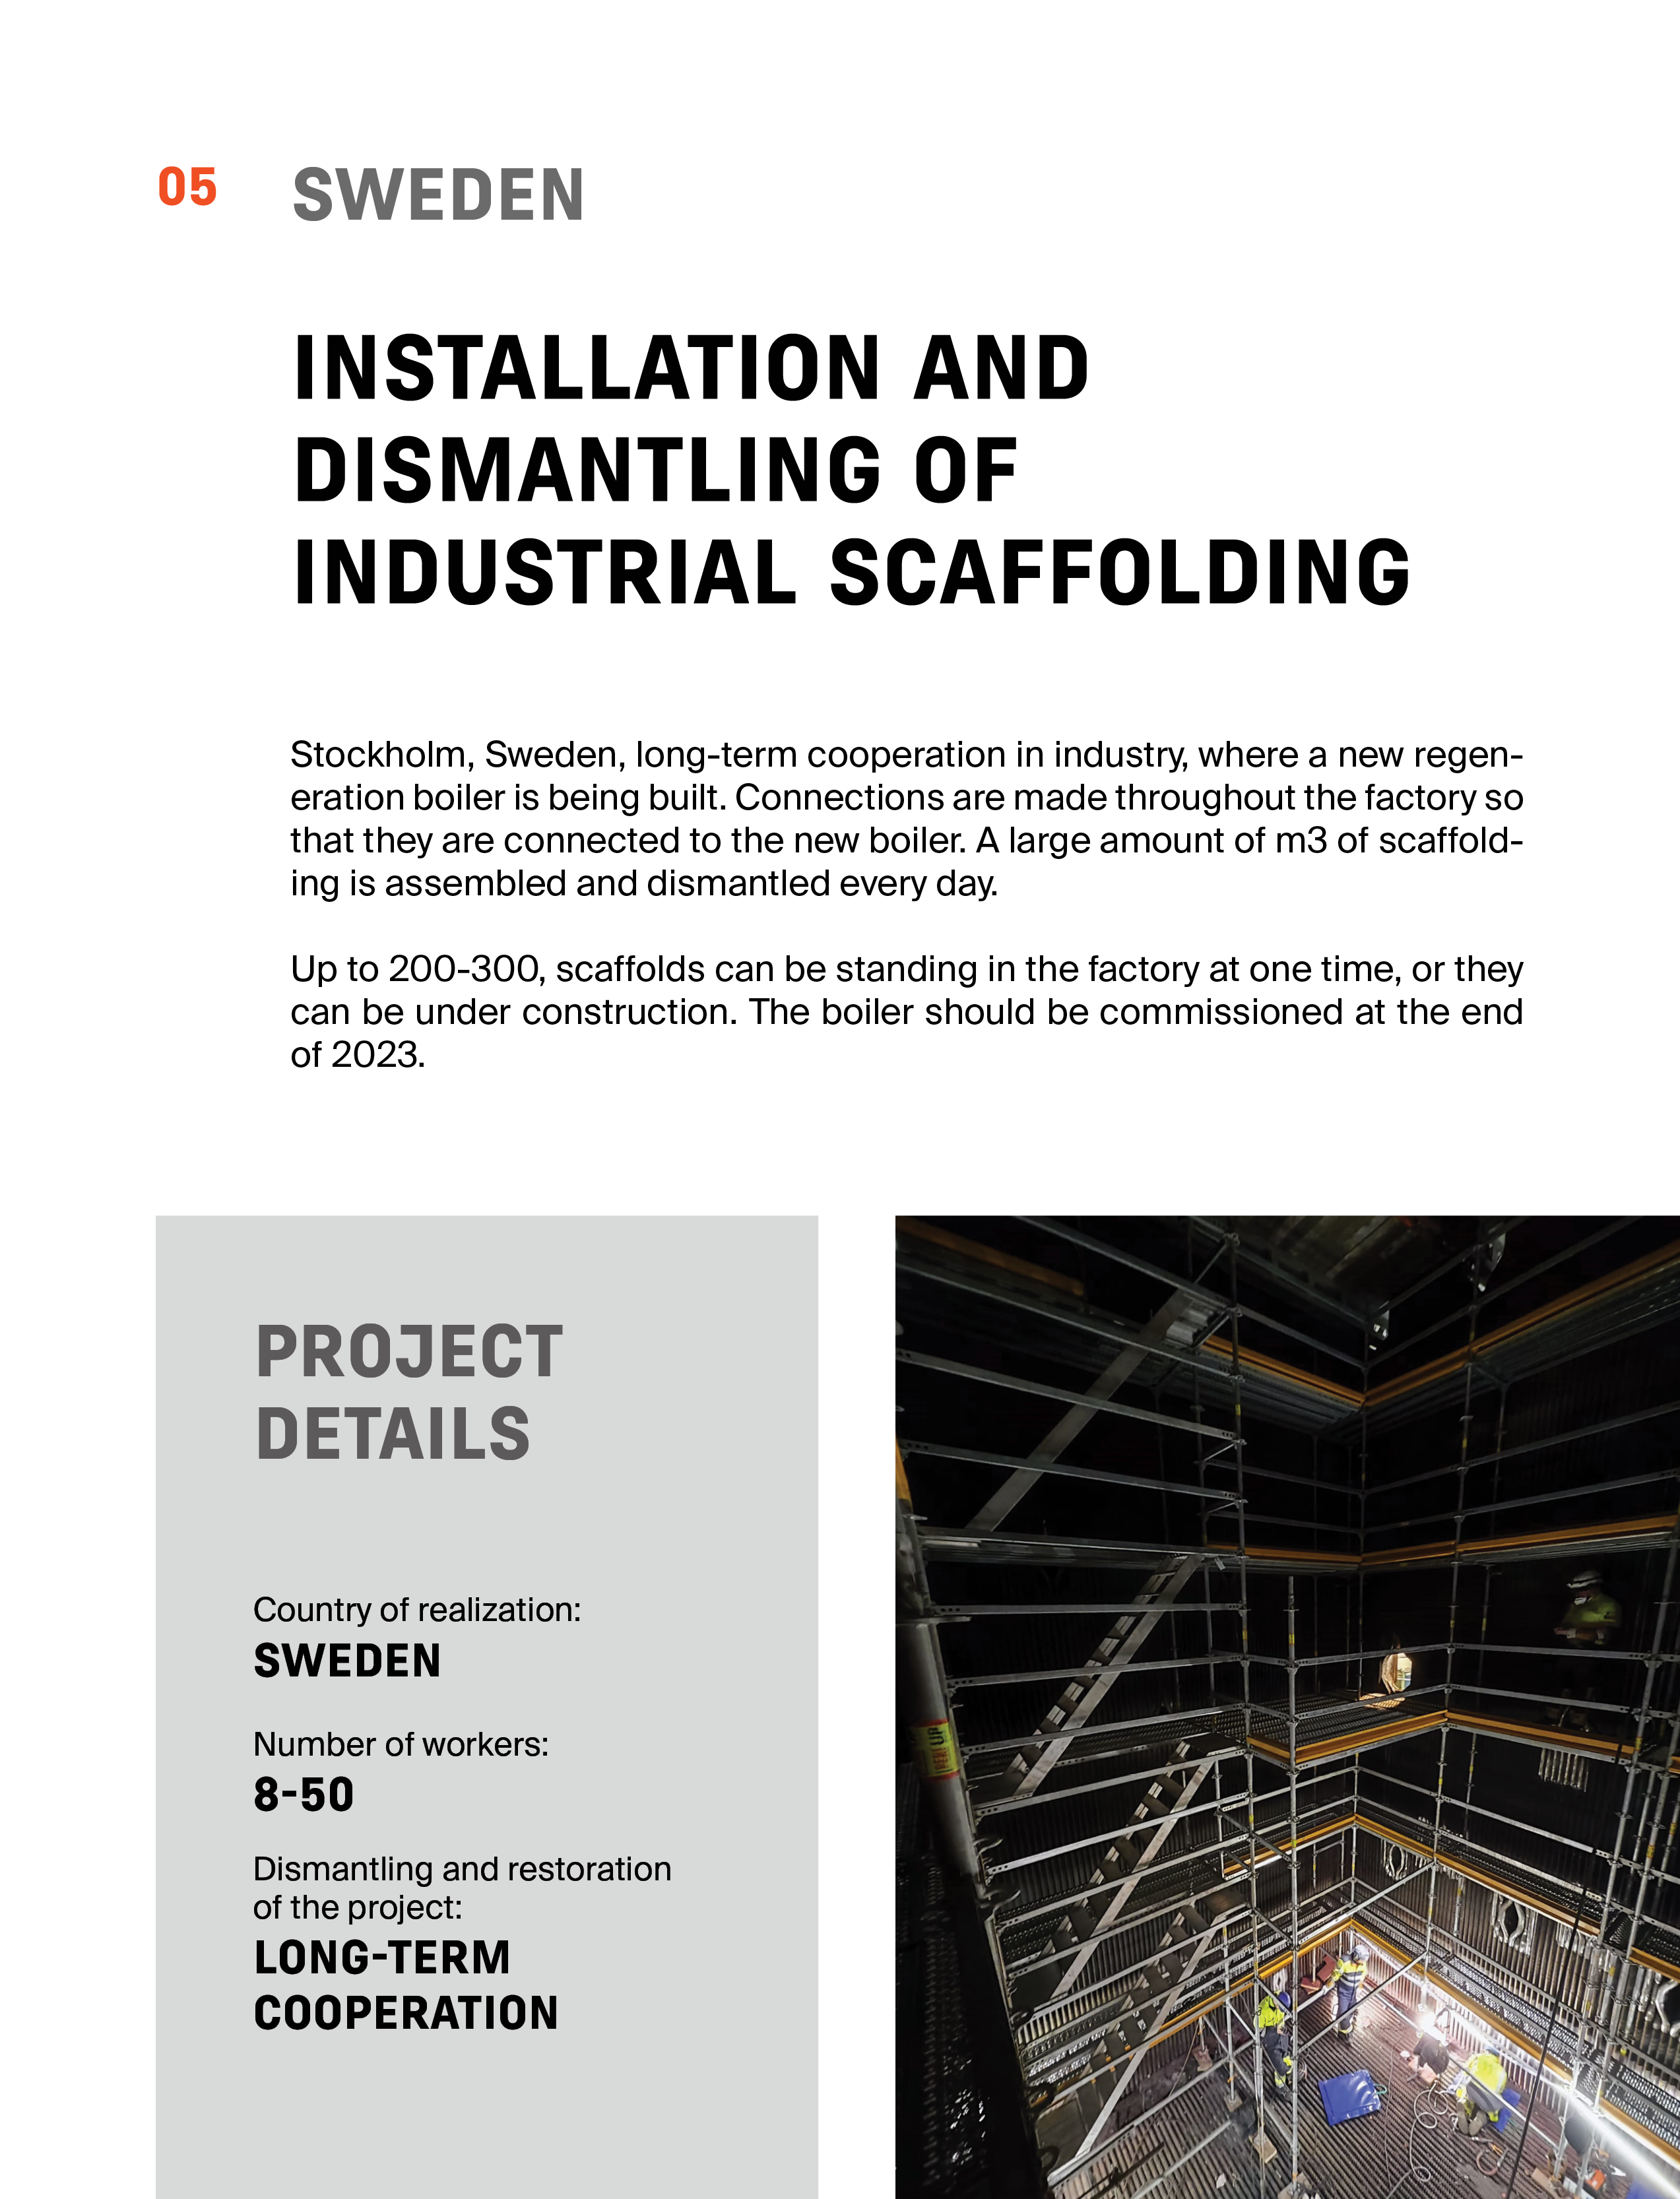 05 SWEDEN
INSTALLATION AND
DISMANTLING OF
INDUSTRIAL SCAFFOLDING
Stockholm, Sweden, long-term cooperation in industry, where a new regen-
eration boiler is being built. Connections are made throughout the factory so
that they are connected to the new boiler. A large amount of m3 of scaffold-
ing is assembled and dismantled every day.
Up to 200-300, scaffolds can be standing in the factory at one time, or they
can be under construction. The boiler should be commissioned at the end
of 2023.
PROJECT
DETAILS
Country of realization:
SWEDEN
Number of workers:
8-50
Dismantling and restoration
of the project:
LONG-TERM
COOPERATION